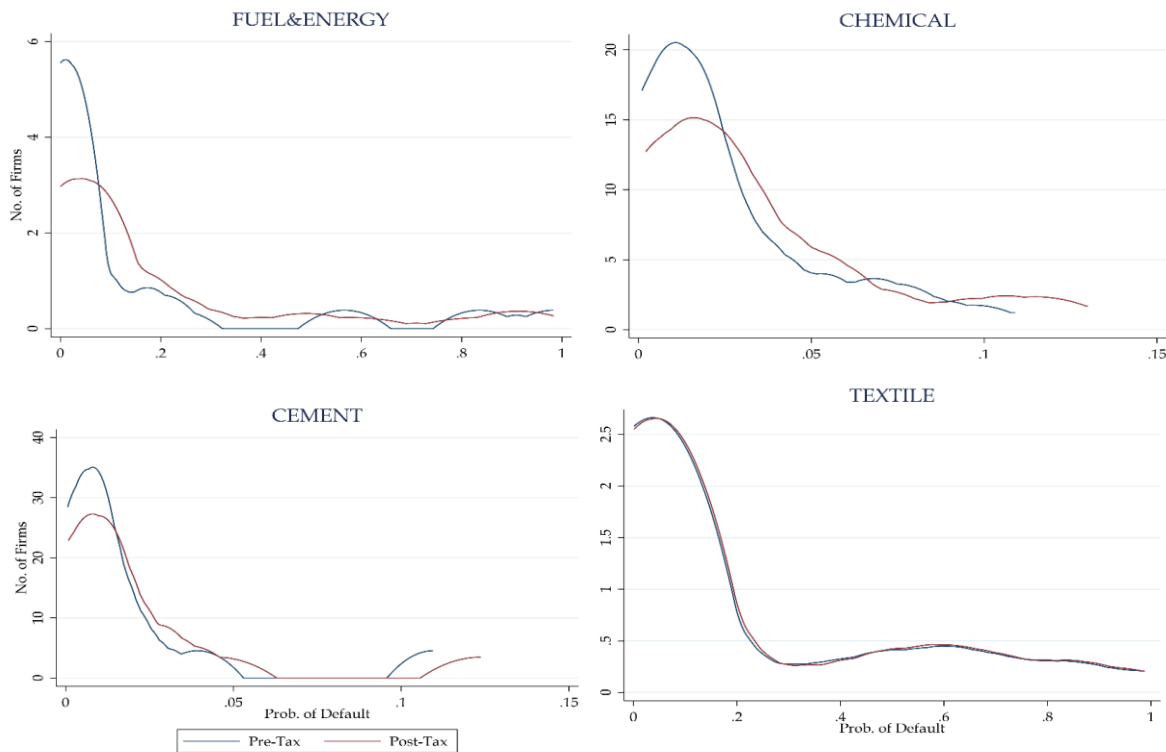 FUEL&ENERGY
No. of Firms
6
4
2
0
0 .2 .4 .6 .8 1
CHEMICAL
20
15
10
5
0
0 .05 .1 .15
CEMENT
No. of Firms
40
30
20
10
0
0 .05 .1 .15
Prob. of Default
Pre-Tax Post-Tax
TEXTILE
2.5
2
1.5
1
.5
0
0 .2 .4 .6 .8 1
Prob. of Default